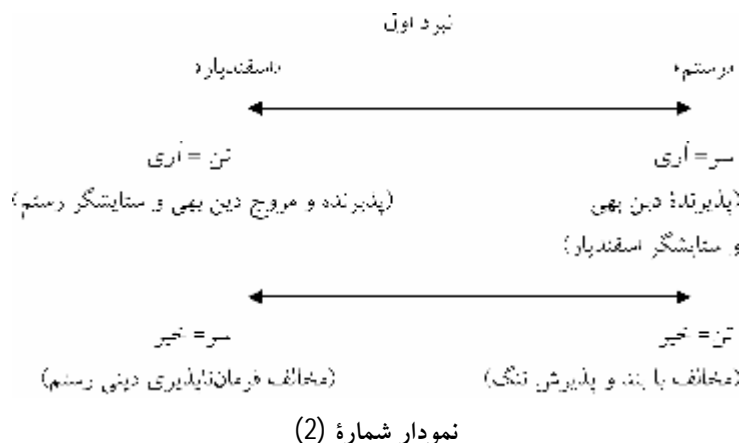 نبرد اول
«رستم» «اسفندیار»
سر= آری تن = آری
(پذیرندهٔ دین بهی (پذیرنده و مروج دین بهی و ستایشگر رستم)
و ستایشگر اسفندیار)
تن= خیر سر= خیر
(مخالف با بند و پذیرش ننگ) (مخالف فرمان‌ناپذیری دینی رستم)
نمودار شمارهٔ (2)